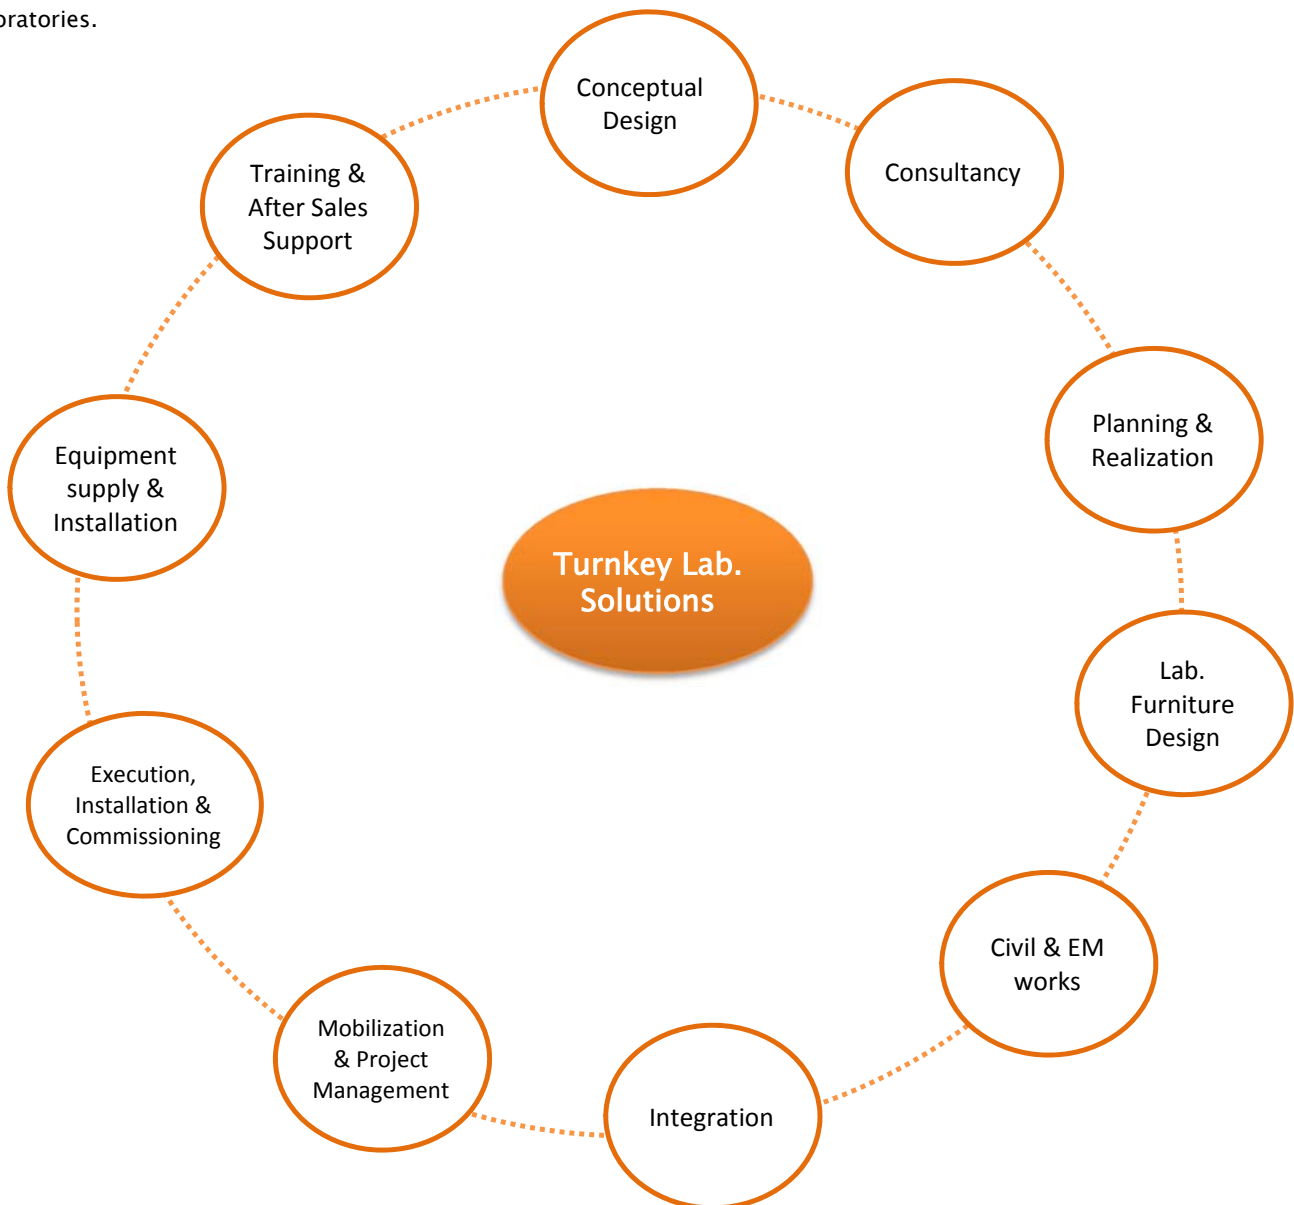 oratories.
Conceptual
Design
Consultancy
Training &
After Sales
Support
Planning &
Realization
Equipment
supply &
Installation
Turnkey Lab.
Solutions
Lab.
Furniture
Design
Execution,
Installation &
Commissioning
Civil & EM
works
Mobilization
& Project
Management
Integration